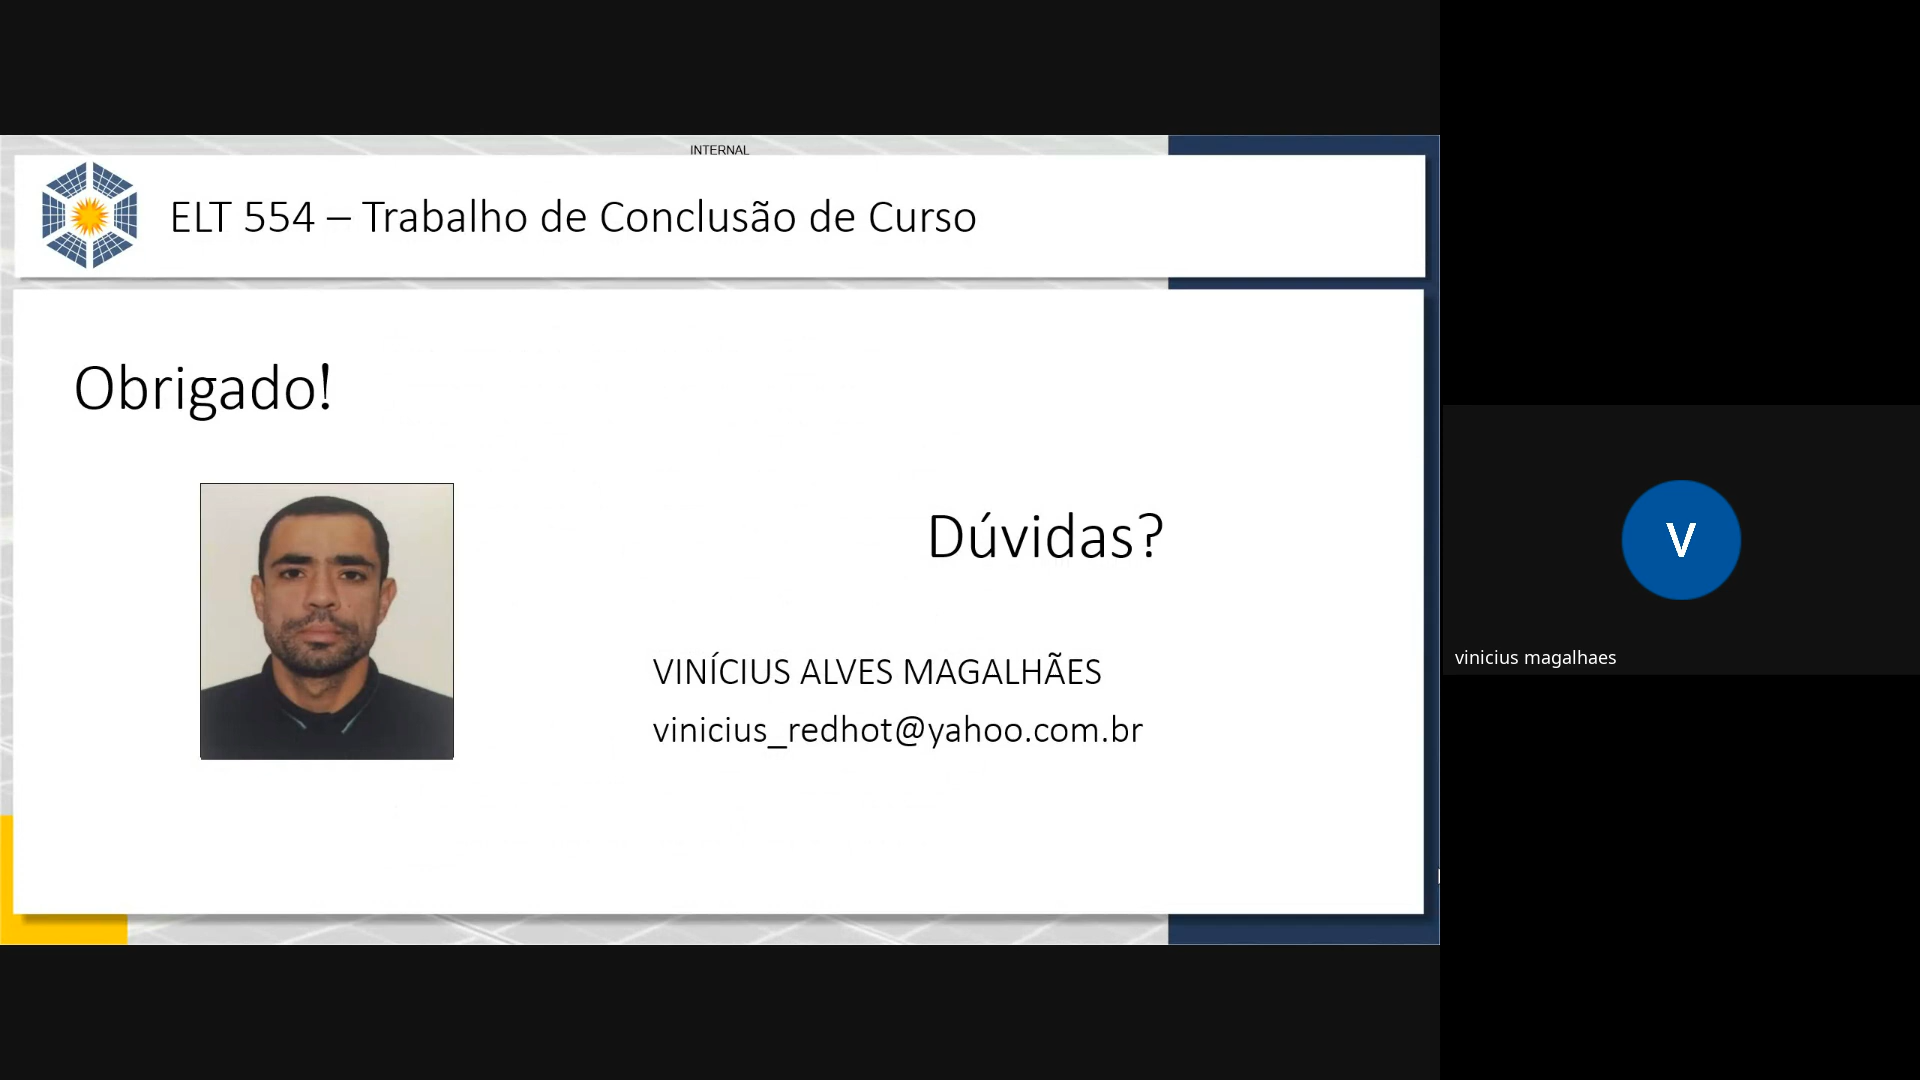 INTERNAL
ELT 554 – Trabalho de Conclusão de Curso
Obrigado!
Dúvidas?
VINÍCIUS ALVES MAGALHÃES
vinicius_redhot@yahoo.com.br
V
vinicius magalhaes